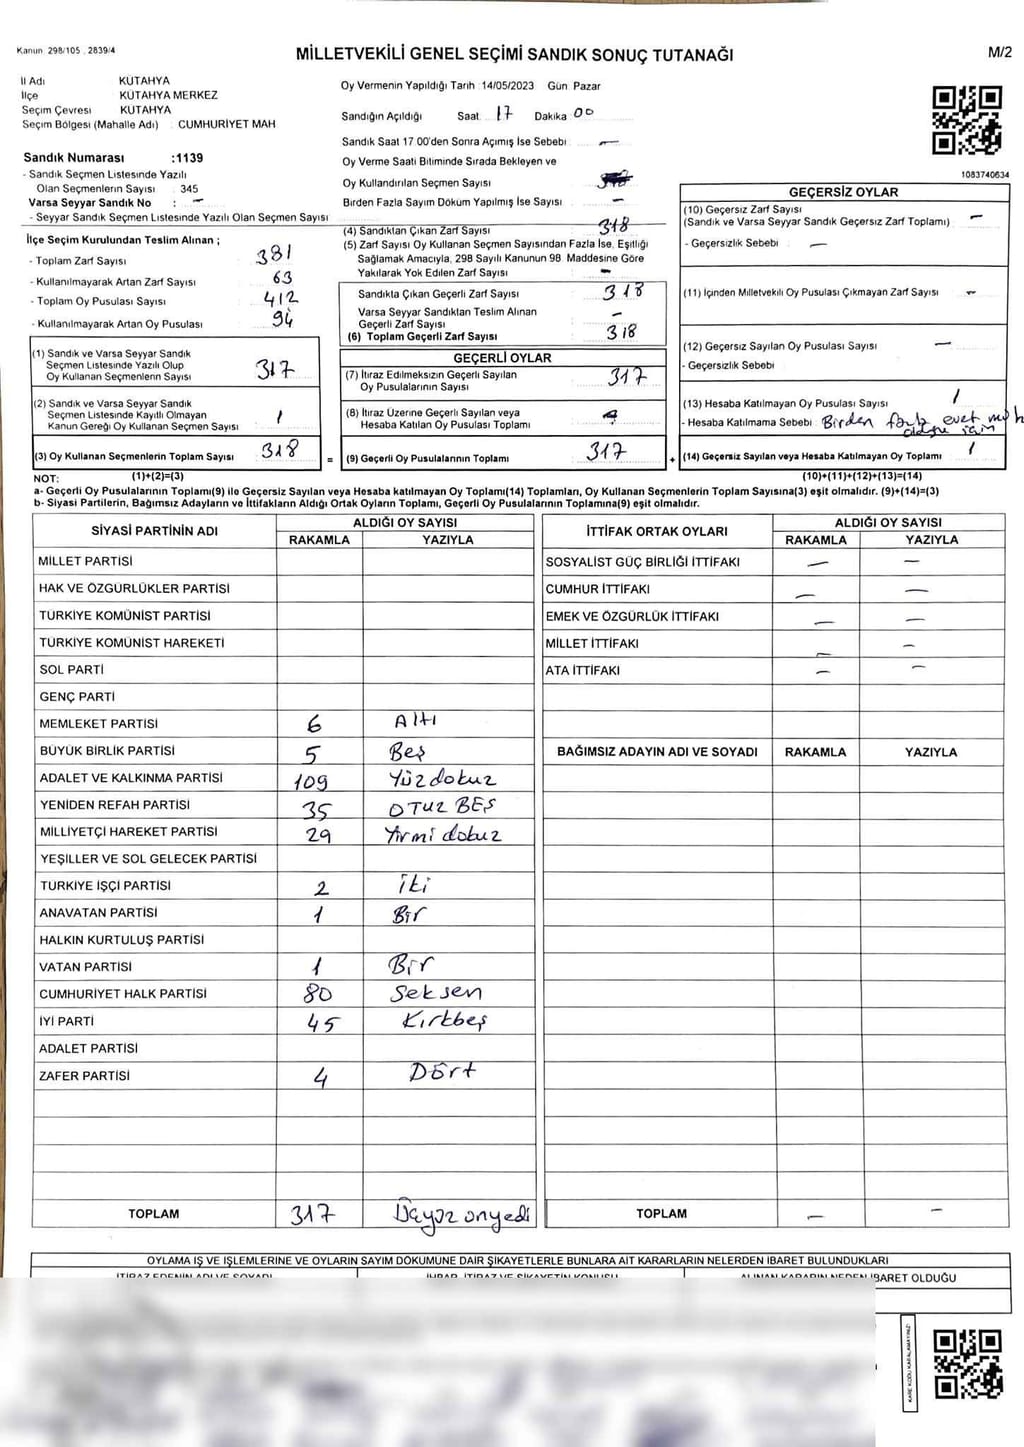 Kanun 298/105 , 2839/4
MİLLETVEKİLİ GENEL SEÇİMİ SANDIK SONUÇ TUTANAĞI
M/2
İl Adı KÜTAHYA
İlçe KÜTAHYA MERKEZ
Seçim Çevresi KÜTAHYA
Seçim Bölgesi (Mahalle Adı) : CUMHURİYET MAH
Sandık Numarası :1139
- Sandık Seçmen Listesinde Yazılı
Olan Seçmenlerin Sayısı : 345
Varsa Seyyar Sandık No : -
- Seyyar Sandık Seçmen Listesinde Yazılı Olan Seçmen Sayısı
Oy Vermenin Yapıldığı Tarih : 14/05/2023 Gün: Pazar
Sandığın Açıldığı Saat 17 Dakika 00
Sandık Saat 17 00'den Sonra Açımış İse Sebebi : -
Oy Verme Saati Bitiminde Sırada Bekleyen ve
Oy Kullandırılan Seçmen Sayısı
Birden Fazla Sayım Döküm Yapılmış İse Sayısı -
1083740634
İlçe Seçim Kurulundan Teslim Alınan ;
- Toplam Zarf Sayısı 381
- Kullanılmayarak Artan Zarf Sayısı 63
- Toplam Oy Pusulası Sayısı 412
- Kullanılmayarak Artan Oy Pusulası 94
(1) Sandık ve Varsa Seyyar Sandık
Seçmen Listesinde Yazılı Olup
Oy Kullanan Seçmenlerin Sayısı 317
(2) Sandık ve Varsa Seyyar Sandık
Seçmen Listesinde Kayıtlı Olmayan
Kanun Gereği Oy Kullanan Seçmen Sayısı 1
(3) Oy Kullanan Seçmenlerin Toplam Sayısı 318
(4) Sandıktan Çıkan Zarf Sayısı 318
(5) Zarf Sayısı Oy Kullanan Seçmen Sayısından Fazla İse, Eşitliği
Sağlamak Amacıyla, 298 Sayılı Kanunun 98. Maddesine Göre
Yakılarak Yok Edilen Zarf Sayısı -
Sandıkta Çıkan Geçerli Zarf Sayısı 318
Varsa Seyyar Sandıktan Teslim Alınan
Geçerli Zarf Sayısı -
(6) Toplam Geçerli Zarf Sayısı 318
GEÇERLİ OYLAR
(7) İtiraz Edilmeksizin Geçerli Sayılan
Oy Pusulalarının Sayısı 317
(8) İtiraz Üzerine Geçerli Sayılan veya
Hesaba Katılan Oy Pusulası Toplamı
= (9) Geçerli Oy Pusulalarının Toplamı 317 +
GEÇERSİZ OYLAR
(10) Geçersiz Zarf Sayısı
(Sandık ve Varsa Seyyar Sandık Geçersiz Zarf Toplamı) : -
- Geçersizlik Sebebi : -
(11) İçinden Milletvekili Oy Pusulası Çıkmayan Zarf Sayısı -
(12) Geçersiz Sayılan Oy Pusulası Sayısı -
- Geçersizlik Sebebi
(13) Hesaba Katılmayan Oy Pusulası Sayısı 1
- Hesaba Katılmama Sebebi : Birden fazla evet
için
(14) Geçersiz Sayılan veya Hesaba Katılmayan Oy Toplamı 1
NOT: (1)+(2)=(3) (10)+(11)+(12)+(13)=(14)
a- Geçerli Oy Pusulalarının Toplamı(9) ile Geçersiz Sayılan veya Hesaba katılmayan Oy Toplamı(14) Toplamları, Oy Kullanan Seçmenlerin Toplam Sayısına(3) eşit olmalıdır. (9)+(14)=(3)
b- Siyasi Partilerin, Bağımsız Adayların ve İttifakların Aldığı Ortak Oyların Toplamı, Geçerli Oy Pusulalarının Toplamına(9) eşit olmalıdır.
SİYASİ PARTİNİN ADI ALDIĞI OY SAYISI
RAKAMLA YAZIYLA
MİLLET PARTİSİ
HAK VE ÖZGÜRLÜKLER PARTİSİ
TÜRKİYE KOMÜNİST PARTİSİ
TÜRKİYE KOMÜNİST HAREKETİ
SOL PARTİ
GENÇ PARTİ
MEMLEKET PARTİSİ 6 Altı
BÜYÜK BİRLİK PARTİSİ 5 Beş
ADALET VE KALKINMA PARTİSİ 109 Yüzdokuz
YENİDEN REFAH PARTİSİ 35 OTUZ BEŞ
MİLLİYETÇİ HAREKET PARTİSİ 29 Yirmi dokuz
YEŞİLLER VE SOL GELECEK PARTİSİ
TÜRKİYE İŞÇİ PARTİSİ 2 iki
ANAVATAN PARTİSİ 1 Bir
HALKIN KURTULUŞ PARTİSİ
VATAN PARTİSİ 1 Bir
CUMHURİYET HALK PARTİSİ 80 Seksen
İYİ PARTİ 45 Kırkbeş
ADALET PARTİSİ
ZAFER PARTİSİ 4 Dört
TOPLAM 317 Üçyüz onyedi
İTTİFAK ORTAK OYLARI ALDIĞI OY SAYISI
RAKAMLA YAZIYLA
SOSYALİST GÜÇ BİRLİĞİ İTTİFAKI - -
CUMHUR İTTİFAKI - -
EMEK VE ÖZGÜRLÜK İTTİFAKI - -
MİLLET İTTİFAKI - -
ATA İTTİFAKI - -
BAĞIMSIZ ADAYIN ADI VE SOYADI RAKAMLA YAZIYLA
TOPLAM - -
OYLAMA İŞ VE İŞLEMLERİNE VE OYLARIN SAYIM DÖKÜMÜNE DAİR ŞİKAYETLERLE BUNLARA AİT KARARLARIN NELERDEN İBARET BULUNDUKLARI
İTİRAZ EDENİN ADI VE SOYADI İHBAR, İTİRAZ VE ŞİKAYETİN KONUSU ALINAN KARARIN NEDEN İBARET OLDUĞU
KARE KODU KARALAMAYINIZ!